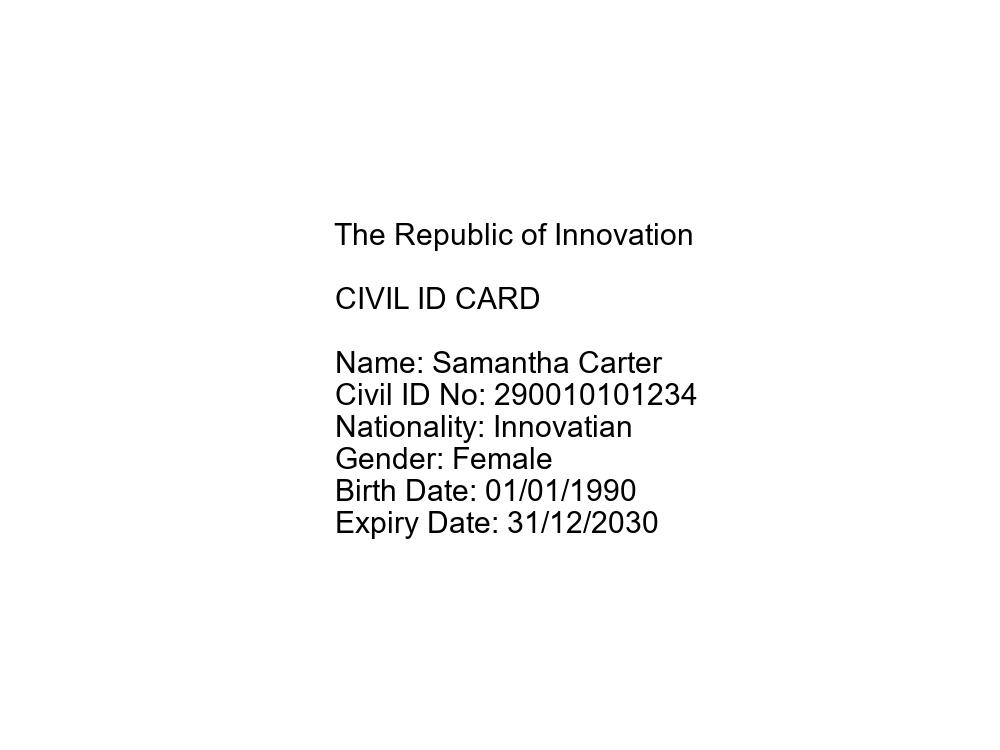 The Republic of Innovation
CIVIL ID CARD
Name: Samantha Carter
Civil ID No: 290010101234
Nationality: Innovatian
Gender: Female
Birth Date: 01/01/1990
Expiry Date: 31/12/2030